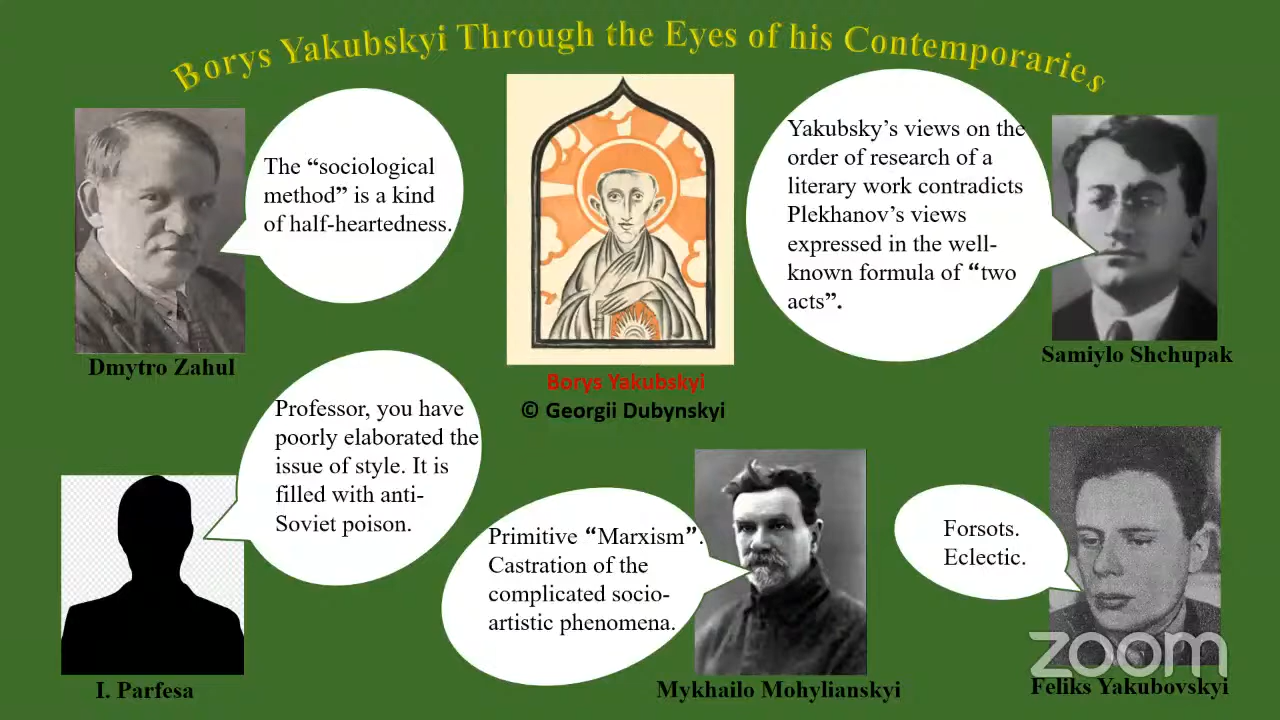 Borys Yakubskyi Through the Eyes of his Contemporaries
The “sociological
method” is a kind
of half-heartedness.
Dmytro Zahul
Borys Yakubskyi
© Georgii Dubynskyi
Yakubsky’s views on the
order of research of a
literary work contradicts
Plekhanov’s views
expressed in the well-
known formula of “two
acts”.
Samiylo Shchupak
Professor, you have
poorly elaborated the
issue of style. It is
filled with anti-
Soviet poison.
I. Parfesa
Primitive “Marxism”.
Castration of the
complicated socio-
artistic phenomena.
Mykhailo Mohylianskyi
Forsots.
Eclectic.
Feliks Yakubovskyi
zoom